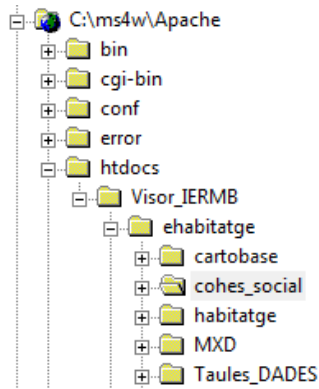 C:\ms4w\Apache
bin
cgi-bin
conf
error
htdocs
Visor_IERMB
ehabitatge
cartobase
cohes_social
habitatge
MXD
Taules_DADES